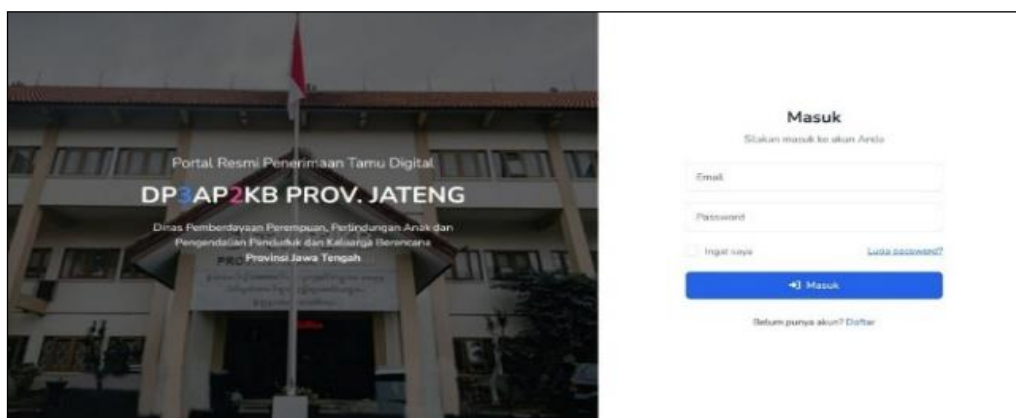 Portal Resmi Penerimaan Tamu Digital
DP3AP2KB PROV. JATENG
Dinas Pemberdayaan Perempuan, Perlindungan Anak dan
Pengendalian Penduduk dan Keluarga Berencana
Provinsi Jawa Tengah
Masuk
Silakan masuk ke akun Anda
Email
Password
Ingat saya
Lupa password?
Masuk
Belum punya akun? Daftar